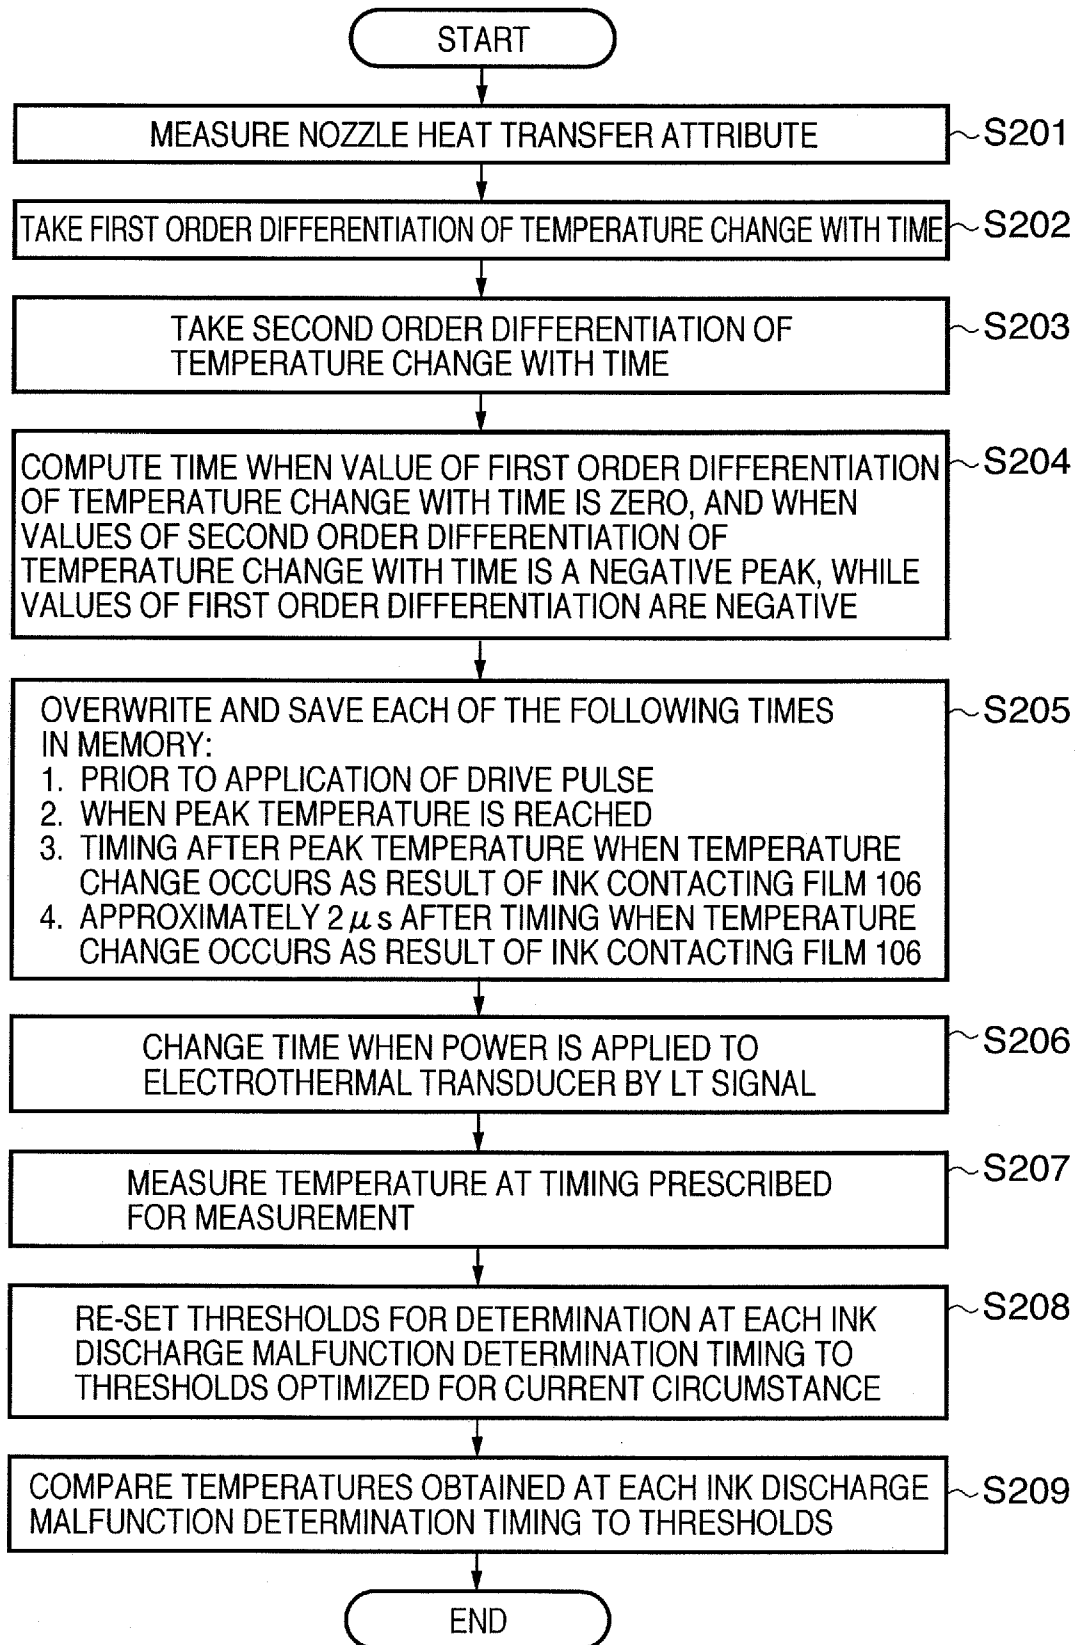 START
MEASURE NOZZLE HEAT TRANSFER ATTRIBUTE
S201
TAKE FIRST ORDER DIFFERENTIATION OF TEMPERATURE CHANGE WITH TIME
S202
TAKE SECOND ORDER DIFFERENTIATION OF
TEMPERATURE CHANGE WITH TIME
S203
COMPUTE TIME WHEN VALUE OF FIRST ORDER DIFFERENTIATION
OF TEMPERATURE CHANGE WITH TIME IS ZERO, AND WHEN
VALUES OF SECOND ORDER DIFFERENTIATION OF
TEMPERATURE CHANGE WITH TIME IS A NEGATIVE PEAK, WHILE
VALUES OF FIRST ORDER DIFFERENTIATION ARE NEGATIVE
S204
OVERWRITE AND SAVE EACH OF THE FOLLOWING TIMES
IN MEMORY:
1. PRIOR TO APPLICATION OF DRIVE PULSE
2. WHEN PEAK TEMPERATURE IS REACHED
3. TIMING AFTER PEAK TEMPERATURE WHEN TEMPERATURE
CHANGE OCCURS AS RESULT OF INK CONTACTING FILM 106
4. APPROXIMATELY 2μs AFTER TIMING WHEN TEMPERATURE
CHANGE OCCURS AS RESULT OF INK CONTACTING FILM 106
S205
CHANGE TIME WHEN POWER IS APPLIED TO
ELECTROTHERMAL TRANSDUCER BY LT SIGNAL
S206
MEASURE TEMPERATURE AT TIMING PRESCRIBED
FOR MEASUREMENT
S207
RE-SET THRESHOLDS FOR DETERMINATION AT EACH INK
DISCHARGE MALFUNCTION DETERMINATION TIMING TO
THRESHOLDS OPTIMIZED FOR CURRENT CIRCUMSTANCE
S208
COMPARE TEMPERATURES OBTAINED AT EACH INK DISCHARGE
MALFUNCTION DETERMINATION TIMING TO THRESHOLDS
S209
END